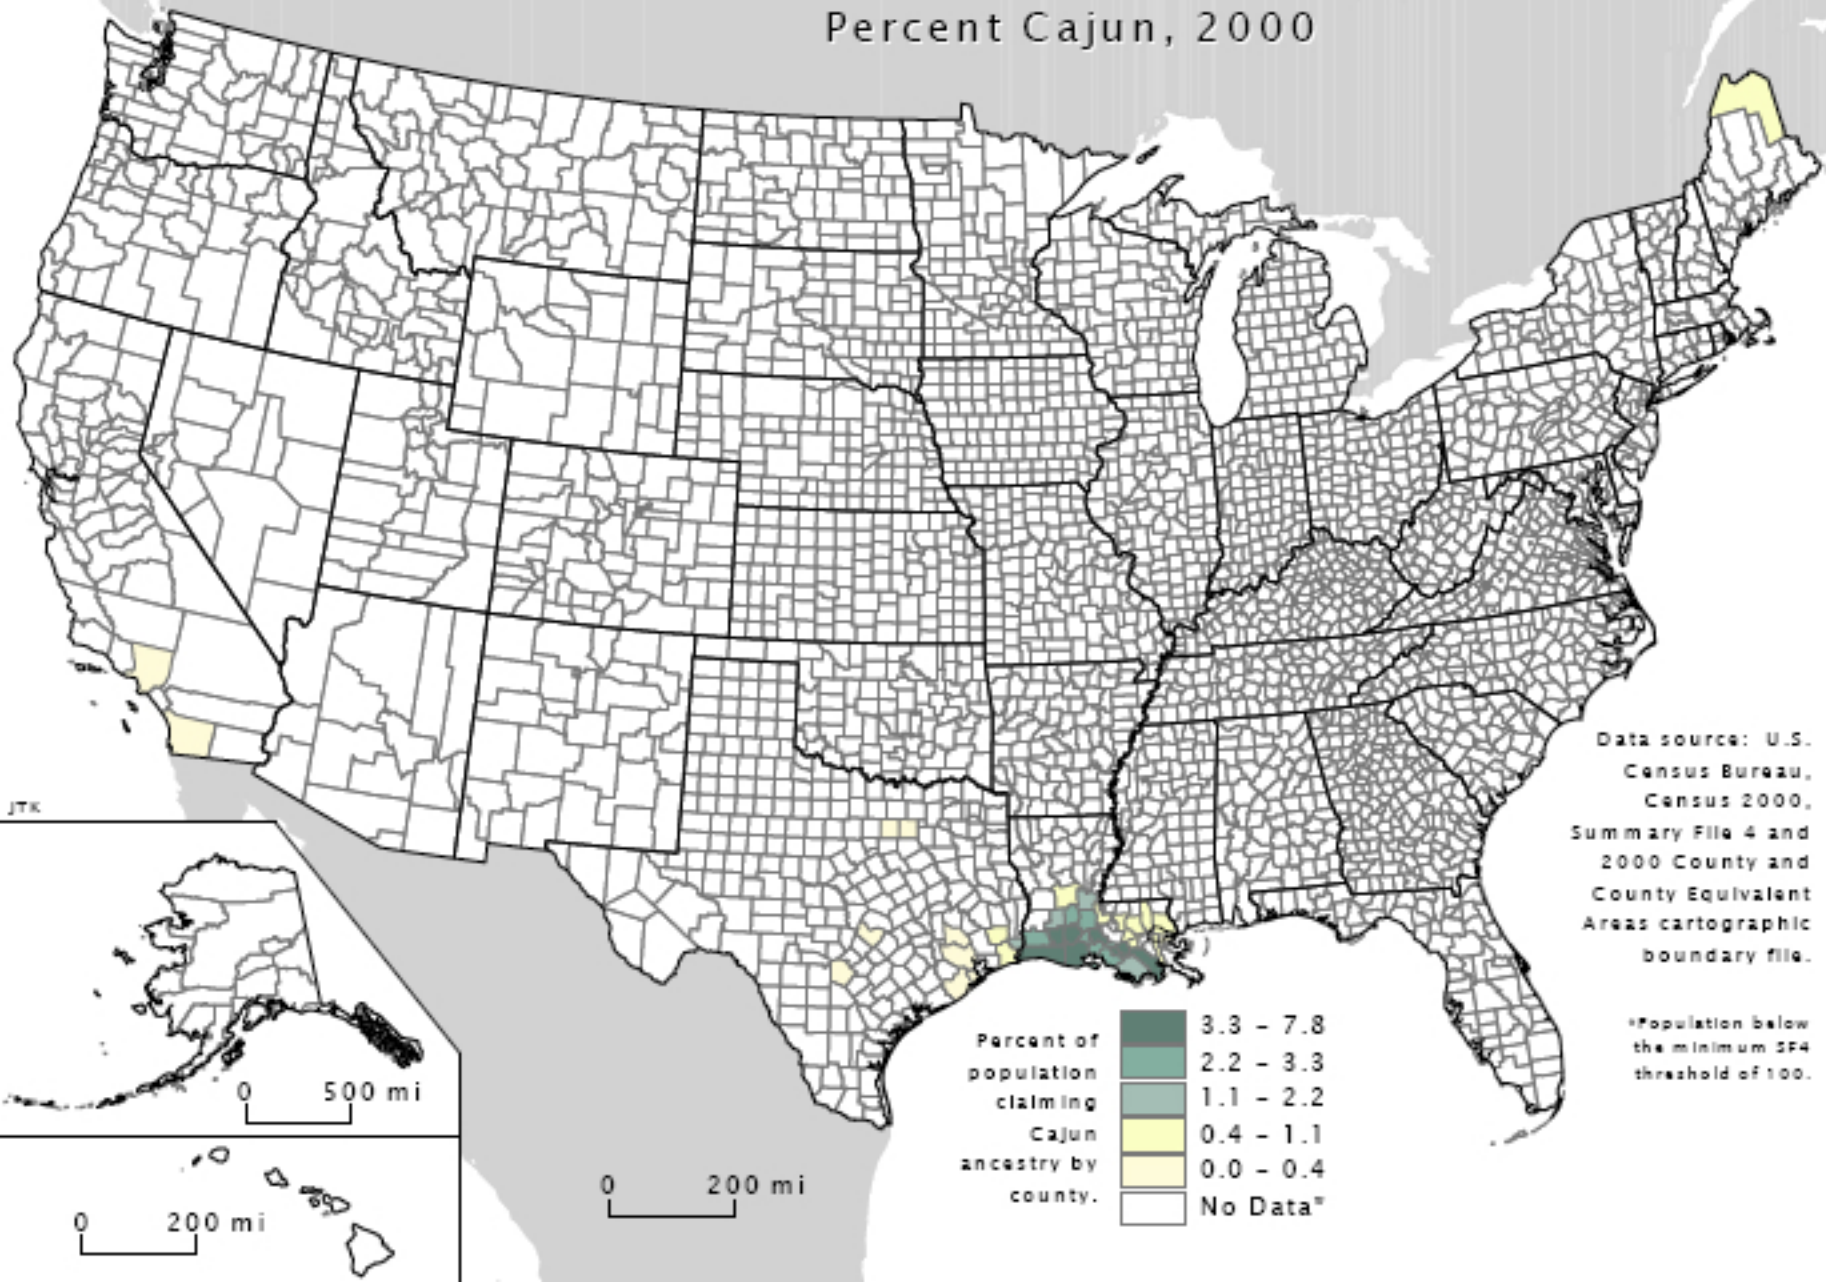 Percent Cajun, 2000
Data source: U.S.
Census Bureau,
Census 2000,
Summary File 4 and
2000 County and
County Equivalent
Areas cartographic
boundary file.
*Population below
the minimum SF4
threshold of 100.
JTK
0 500 mi
0 200 mi
0 200 mi
Percent of
population
claiming
Cajun
ancestry by
county.
3.3 - 7.8
2.2 - 3.3
1.1 - 2.2
0.4 - 1.1
0.0 - 0.4
No Data*